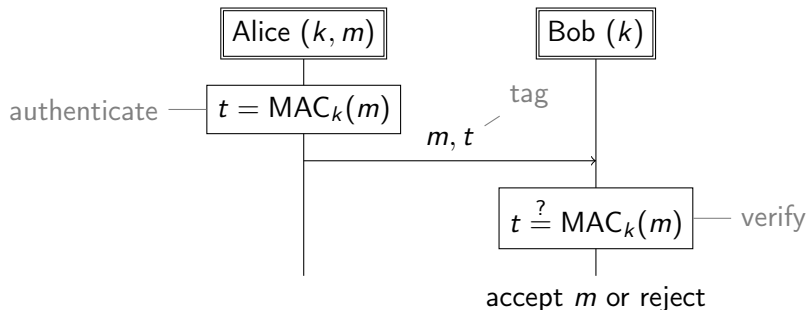 Alice (k, m)
Bob (k)
authenticate
t = MAC_k(m)
tag
m, t
t ≟ MAC_k(m)
verify
accept m or reject